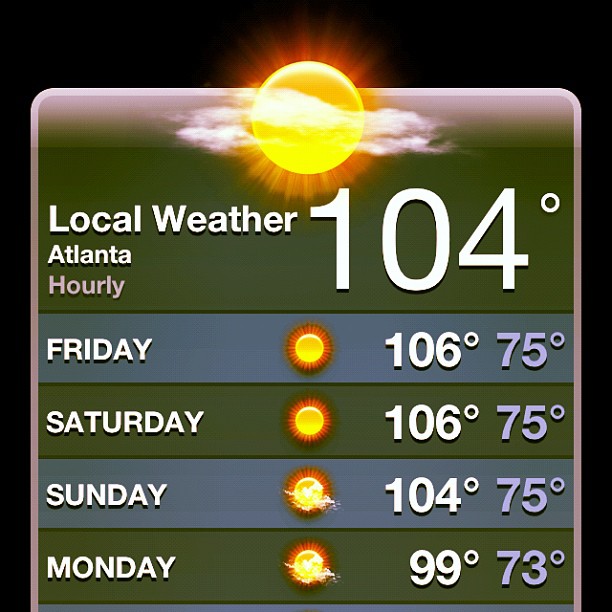 Local Weather 104°
Atlanta
Hourly
FRIDAY 106° 75°
SATURDAY 106° 75°
SUNDAY 104° 75°
MONDAY 99° 73°